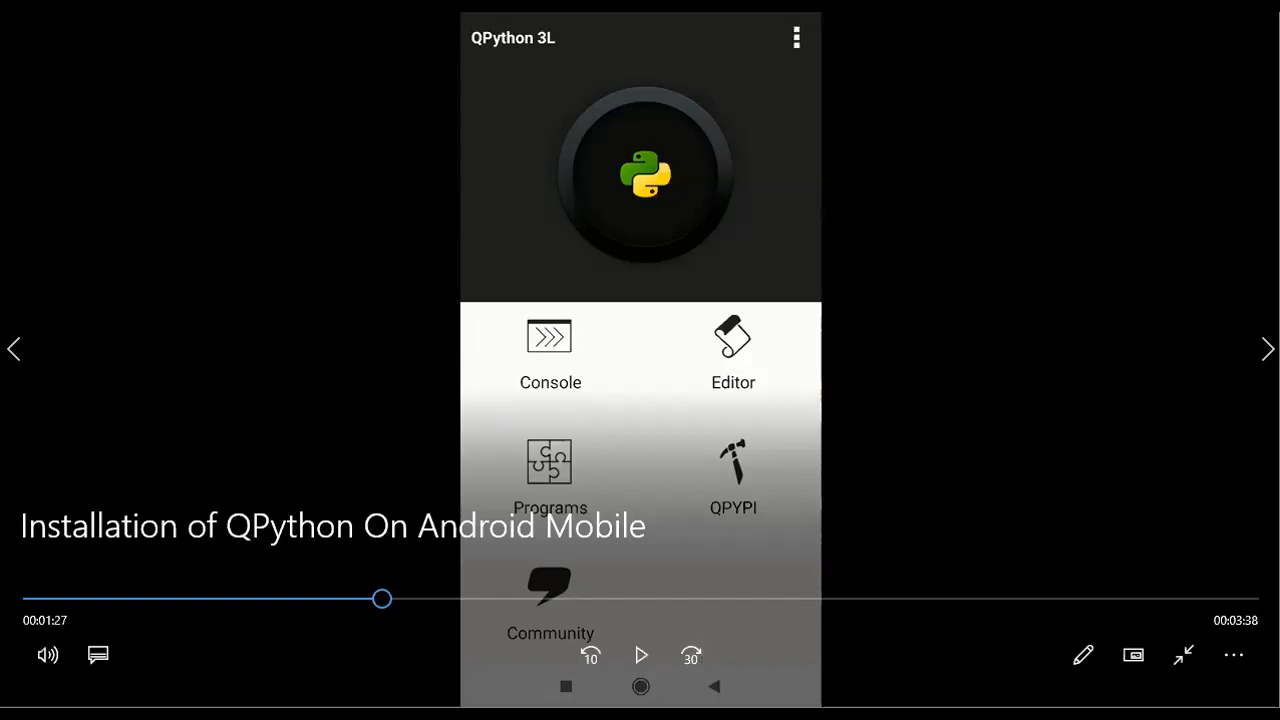 QPython 3L
Console
Editor
Programs
QPYPI
Installation of QPython On Android Mobile
00:01:27
00:03:38
Community
10
30